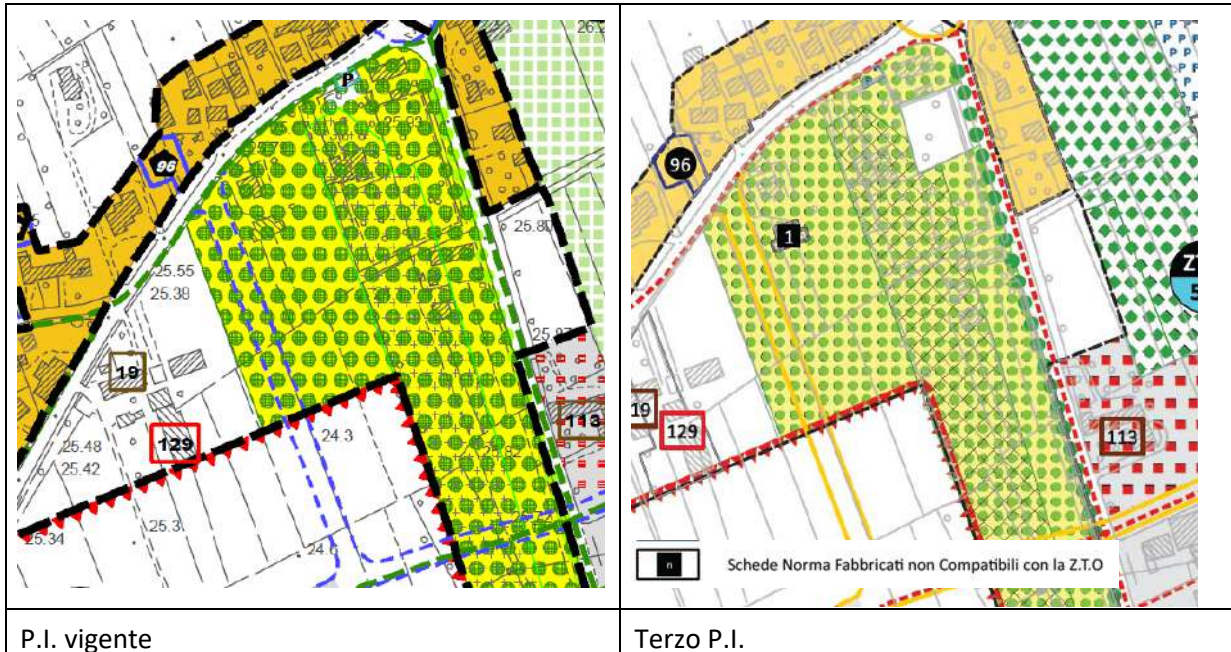 26.2
P
25.93
96
25.80
25.55
25.38
19
129
113
24.3
25.48
25.42
25.82
25.3
25.34
24.6
P.I. vigente
P P P
P P
P P
P
96
1
Z
5
19
129
113
n Schede Norma Fabbricati non Compatibili con la Z.T.O
Terzo P.I.